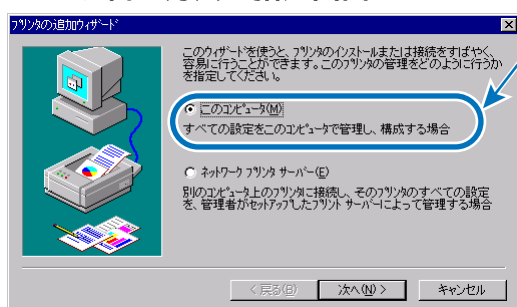 プリンタの追加ウィザード
このウィザードを使うと、プリンタのインストールまたは接続をすばやく、
容易に行うことができます。このプリンタの管理をどのように行うか
を指定してください。
このコンピュータ(M)
すべての設定をこのコンピュータで管理し、構成する場合
ネットワーク プリンタ サーバー(E)
別のコンピュータ上のプリンタに接続し、そのプリンタのすべての設定
を、管理者がセットアップしたプリント サーバーによって管理する場合
< 戻る(B)
次へ(N) >
キャンセル